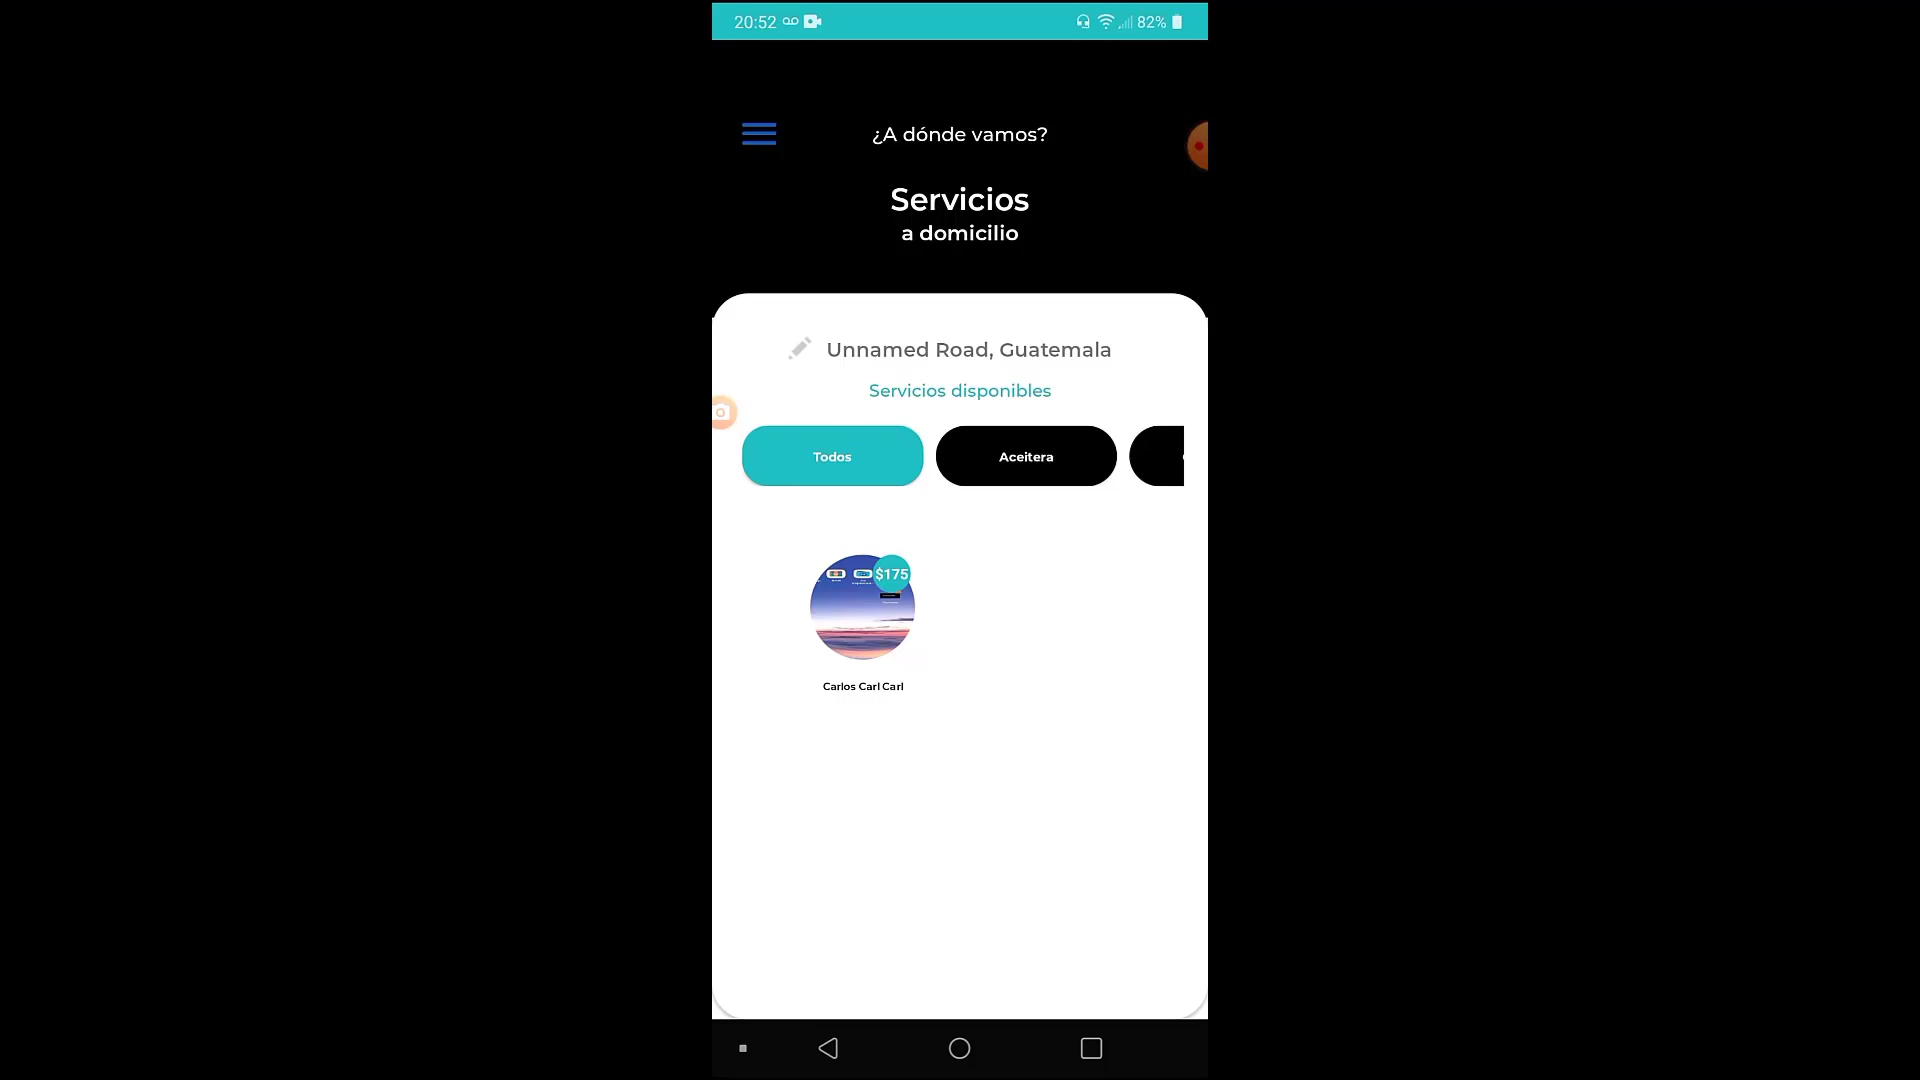 20:52
82%
¿A dónde vamos?
Servicios
a domicilio
Unnamed Road, Guatemala
Servicios disponibles
Todos
Aceitera
$175
Carlos Carl Carl